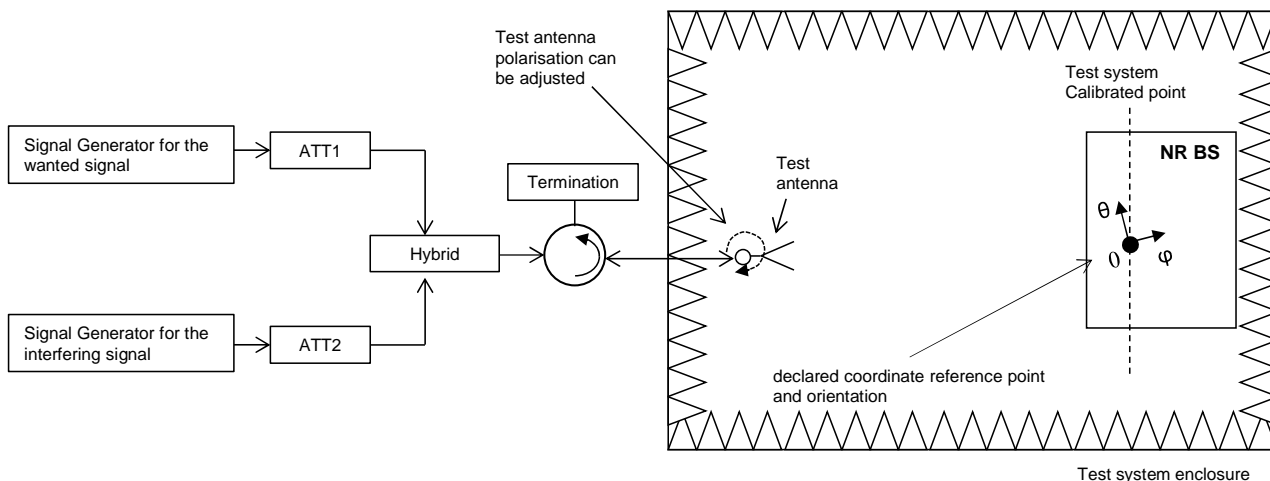 Test antenna
polarisation can
be adjusted
Test system
Calibrated point
Signal Generator for the
wanted signal
ATT1
NR BS
Termination
Test
antenna
θ
Hybrid
0
φ
Signal Generator for the
interfering signal
ATT2
declared coordinate reference point
and orientation
Test system enclosure